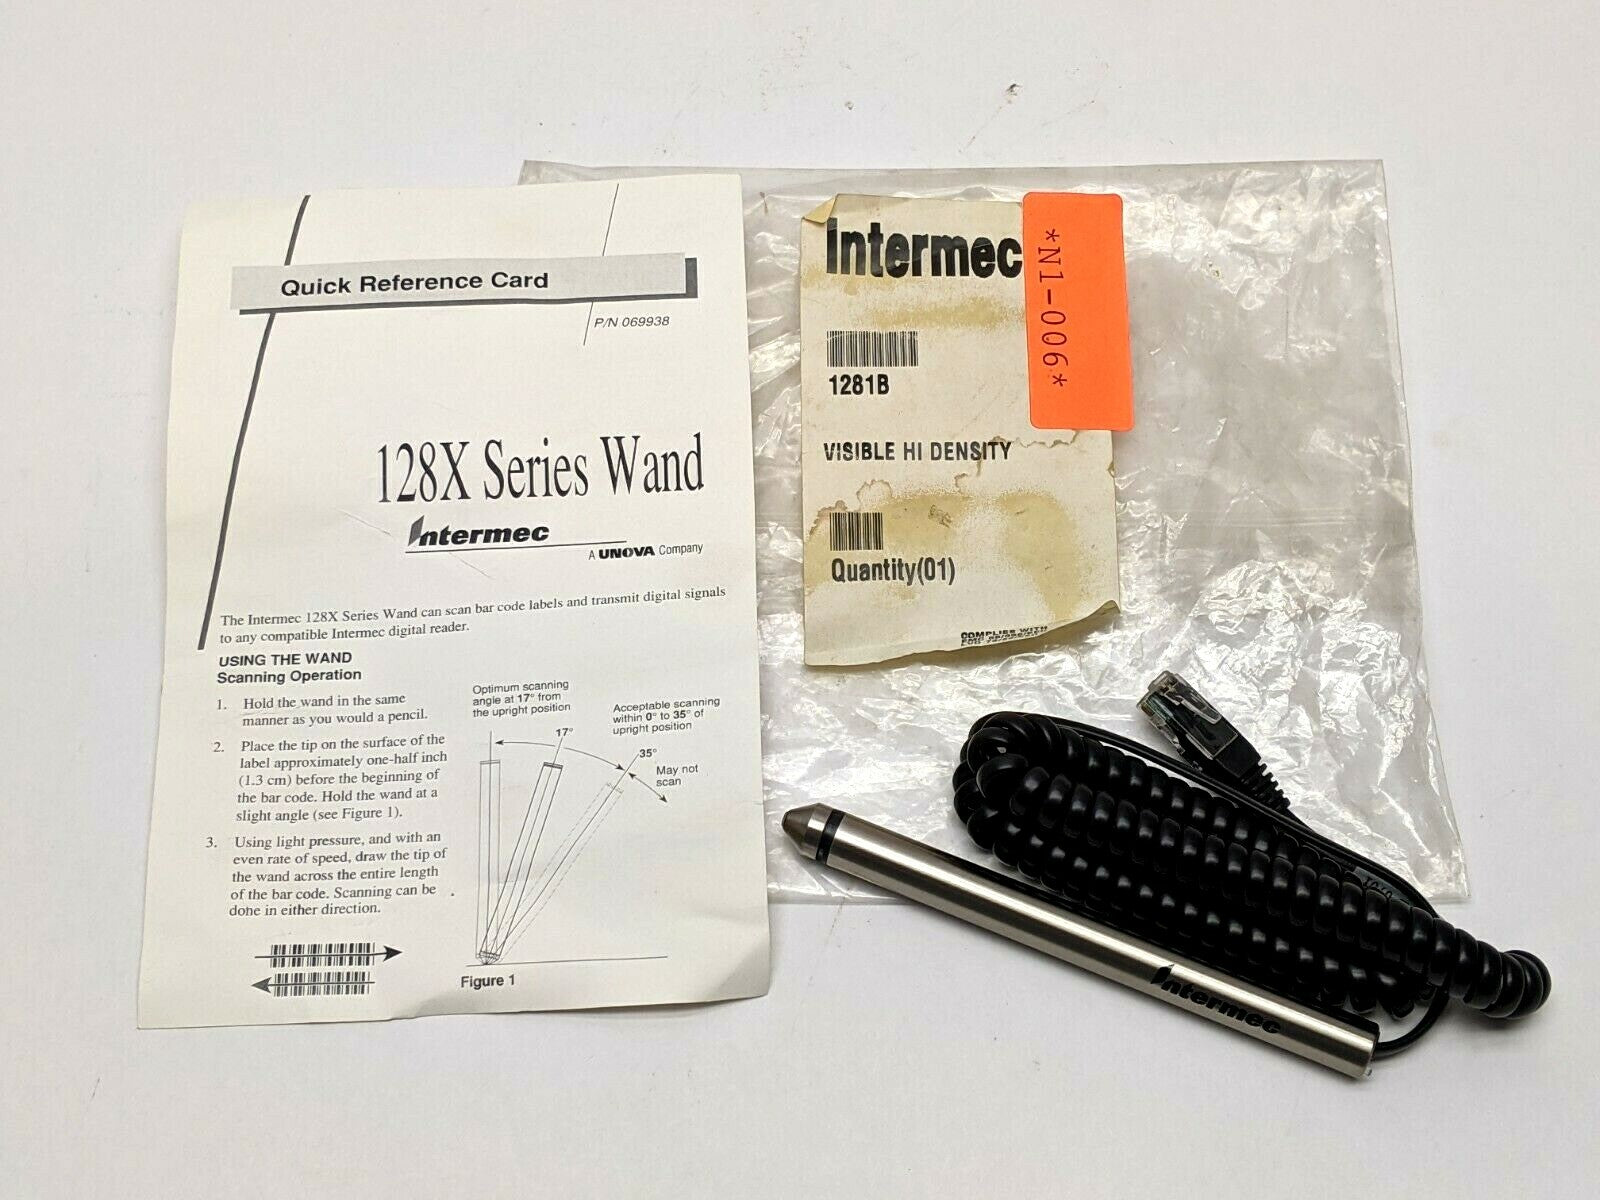 Quick Reference Card
P/N 069938
128X Series Wand
Intermec
A UNOVA Company
The Intermec 128X Series Wand can scan bar code labels and transmit digital signals
to any compatible Intermec digital reader.
USING THE WAND
Scanning Operation
1. Hold the wand in the same
manner as you would a pencil.
2. Place the tip on the surface of the
label approximately one-half inch
(1.3 cm) before the beginning of
the bar code. Hold the wand at a
slight angle (see Figure 1).
3. Using light pressure, and with an
even rate of speed, draw the tip of
the wand across the entire length
of the bar code. Scanning can be
done in either direction.
Optimum scanning
angle at 17° from
the upright position
Acceptable scanning
within 0° to 35° of
upright position
17°
35°
May not
scan
Figure 1
Intermec
1281B
VISIBLE HI DENSITY
Quantity(01)
COMPLIES WITH
*N1-006*
Intermec